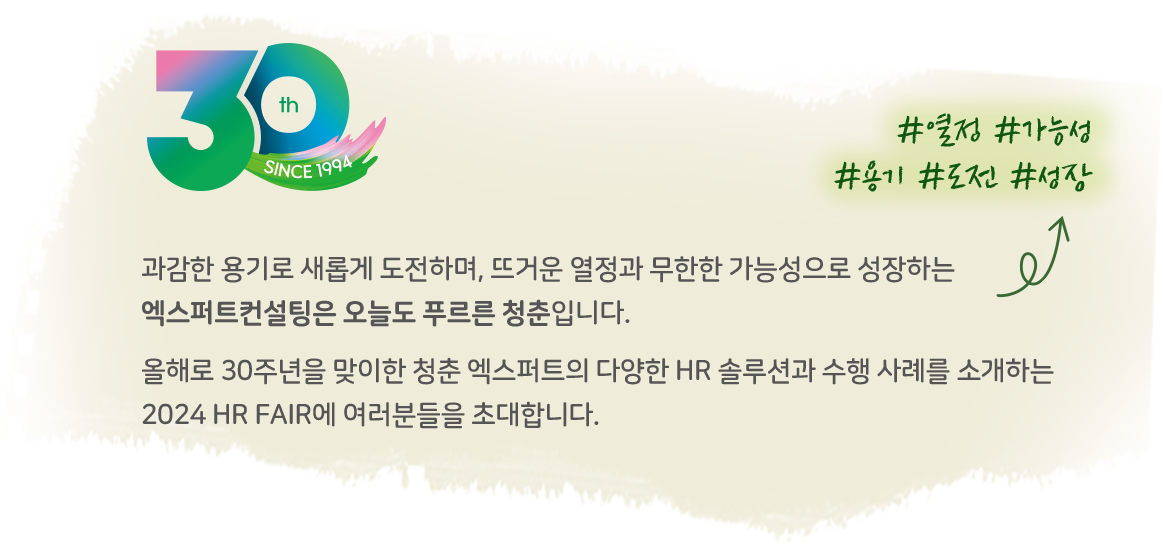 30
th
SINCE 1994
#열정 #가능성
#용기 #도전 #성장
과감한 용기로 새롭게 도전하며, 뜨거운 열정과 무한한 가능성으로 성장하는
엑스퍼트컨설팅은 오늘도 푸르른 청춘입니다.
올해로 30주년을 맞이한 청춘 엑스퍼트의 다양한 HR 솔루션과 수행 사례를 소개하는
2024 HR FAIR에 여러분들을 초대합니다.